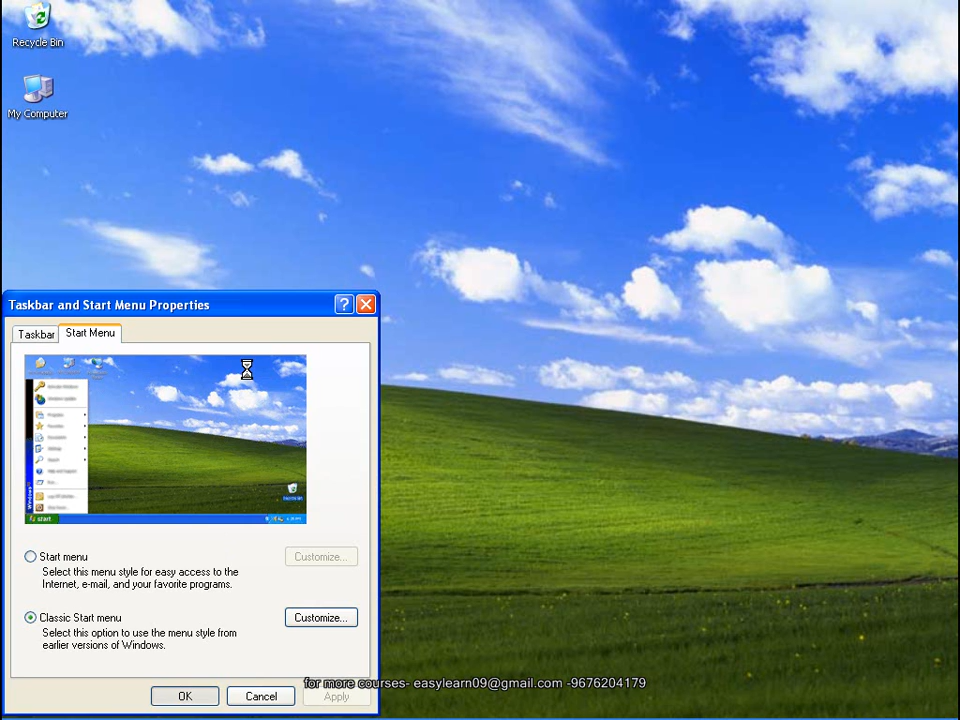 Recycle Bin
My Computer
Taskbar and Start Menu Properties
Taskbar
Start Menu
start
Start menu
Customize...
Select this menu style for easy access to the
Internet, e-mail, and your favorite programs.
Classic Start menu
Customize...
Select this option to use the menu style from
earlier versions of Windows.
OK
Cancel
Apply
for more courses- easylearn09@gmail.com -9676204179